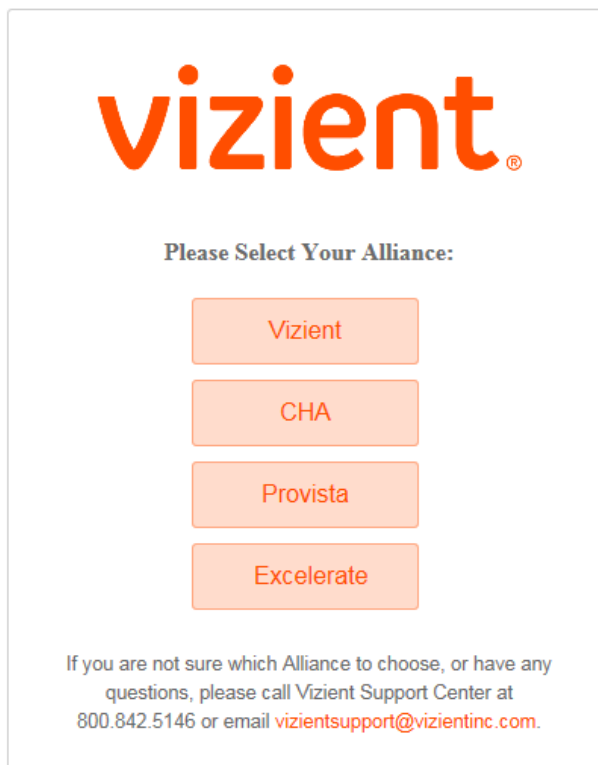 vizient®
Please Select Your Alliance:
Vizient
CHA
Provista
Excelerate
If you are not sure which Alliance to choose, or have any
questions, please call Vizient Support Center at
800.842.5146 or email vizientsupport@vizientinc.com.